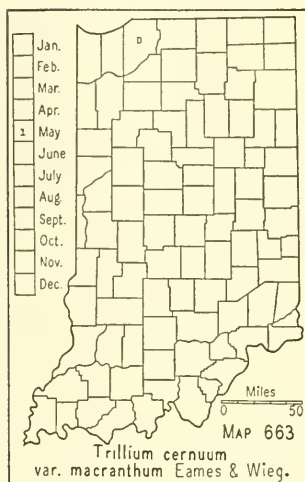 Jan.
Feb.
Mar.
Apr.
1 May
June
July
Aug.
Sept.
Oct.
Nov.
Dec.
D
Miles
0 50
MAP 663
Trillium cernuum
var. macranthum Eames & Wieg.